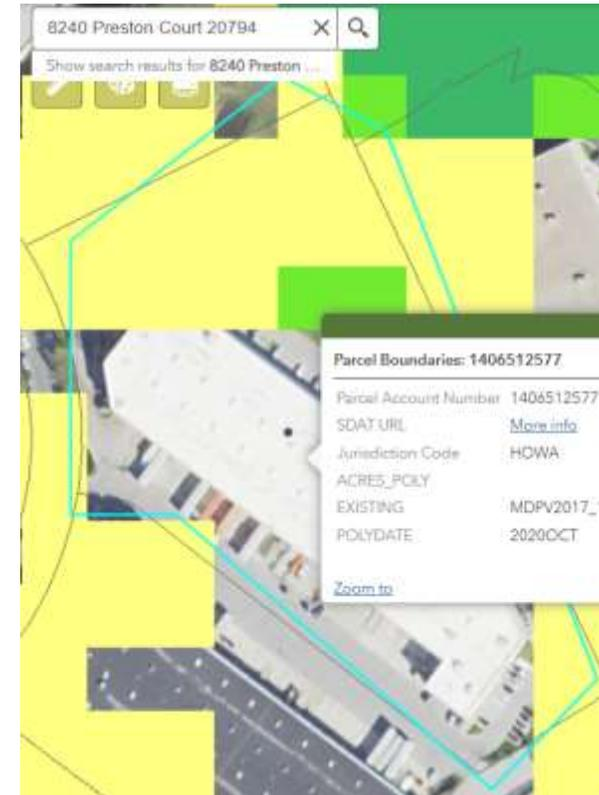 8240 Preston Court 20794
Show search results for 8240 Preston ...
Parcel Boundaries: 1406512577
Parcel Account Number 1406512577
SDAT URL More info
Jurisdiction Code HOWA
ACRES_POLY
EXISTING MDPV2017_
POLYDATE 2020OCT
Zoom to